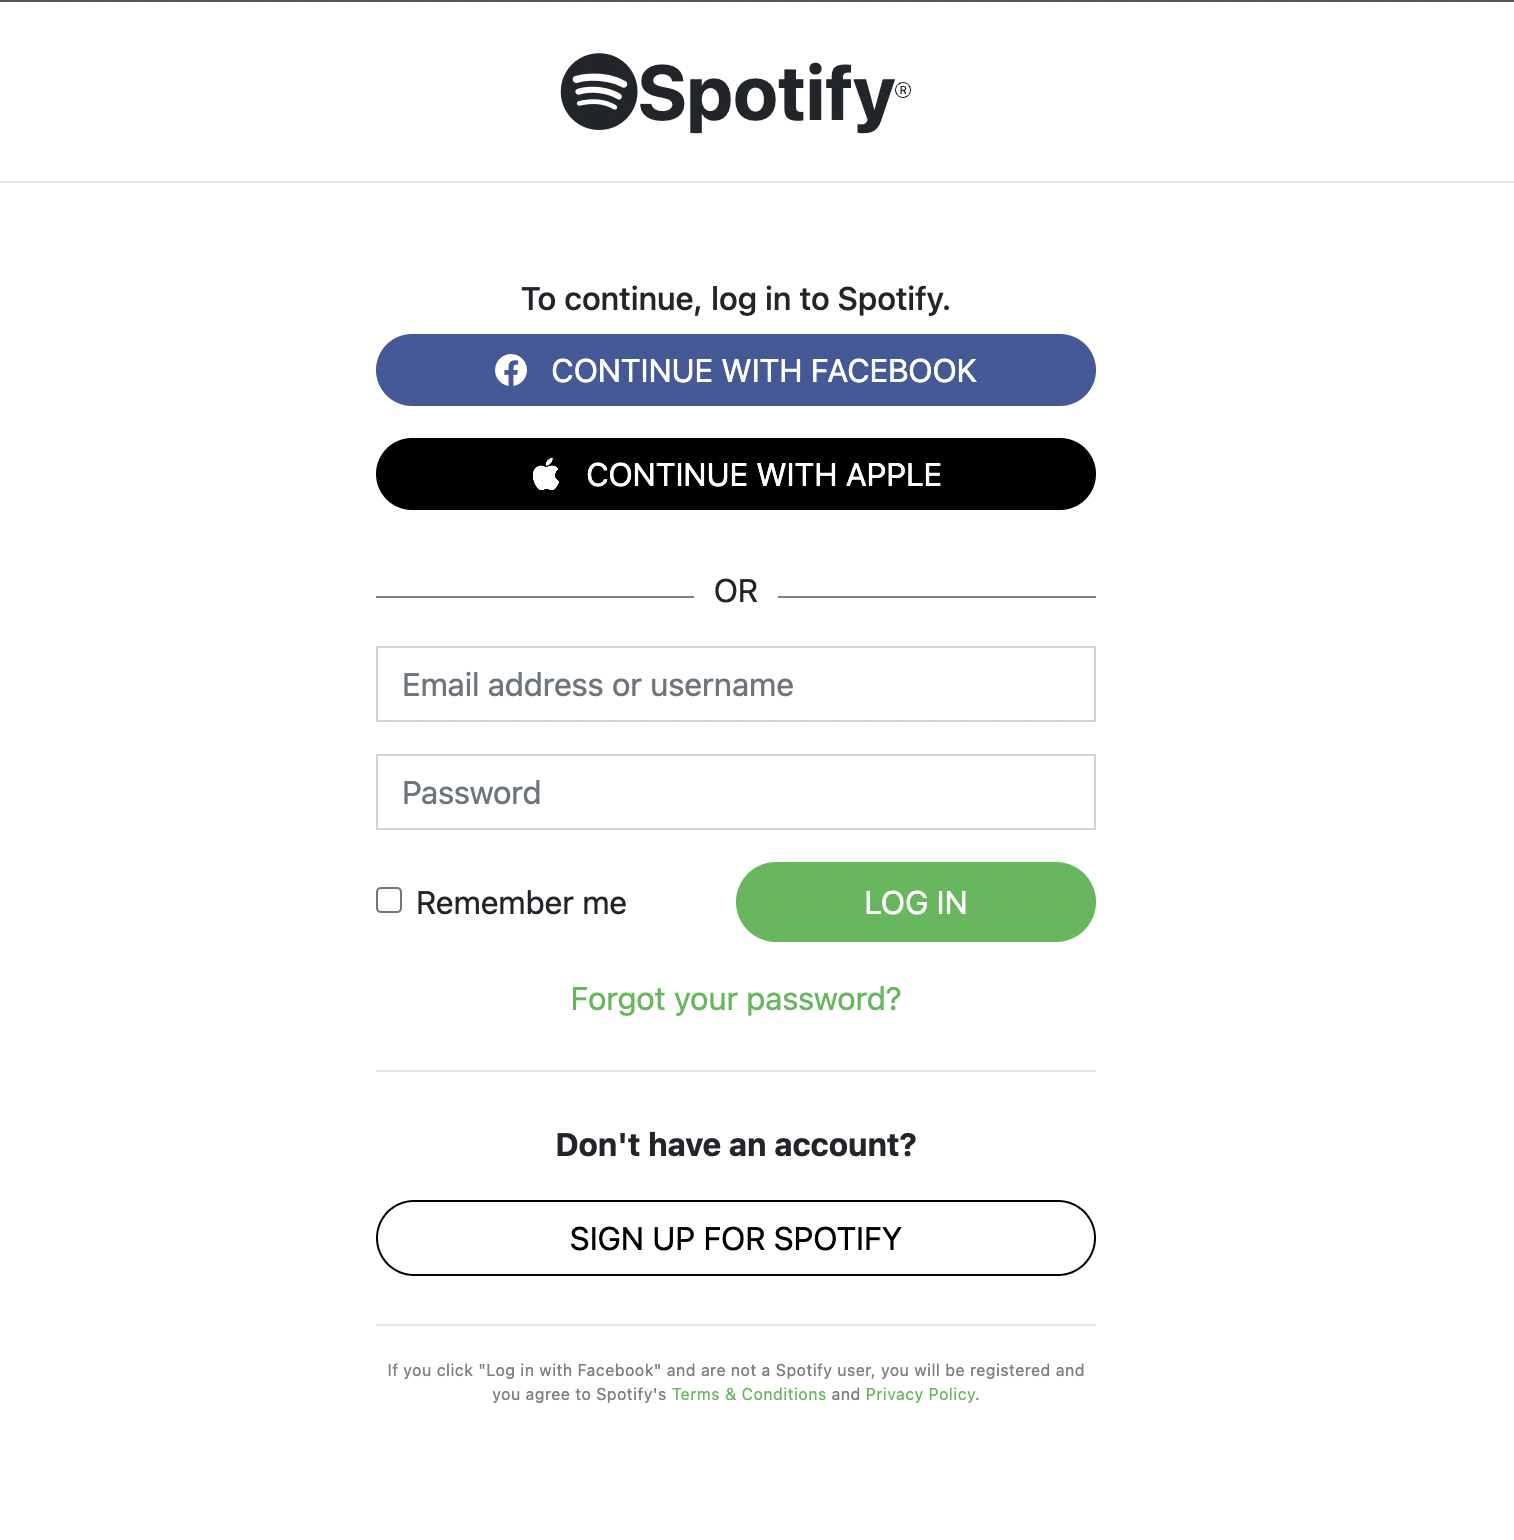 Spotify®
To continue, log in to Spotify.
CONTINUE WITH FACEBOOK
CONTINUE WITH APPLE
OR
Email address or username
Password
Remember me
LOG IN
Forgot your password?
Don't have an account?
SIGN UP FOR SPOTIFY
If you click "Log in with Facebook" and are not a Spotify user, you will be registered and
you agree to Spotify's Terms & Conditions and Privacy Policy.